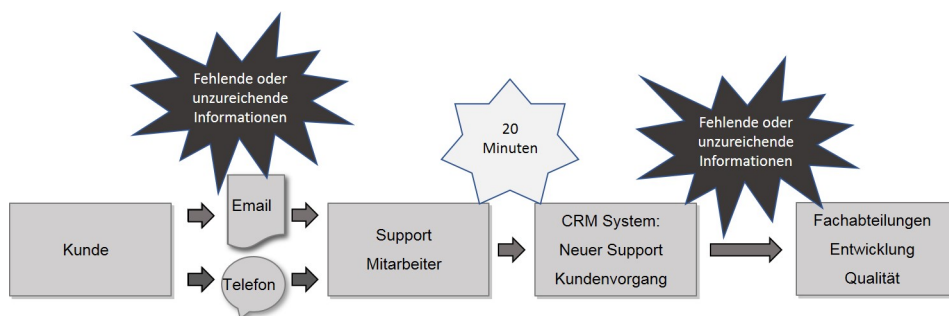 Fehlende oder
unzureichende
Informationen
20
Minuten
Fehlende oder
unzureichende
Informationen
Kunde
Email
Telefon
Support
Mitarbeiter
CRM System:
Neuer Support
Kundenvorgang
Fachabteilungen
Entwicklung
Qualität